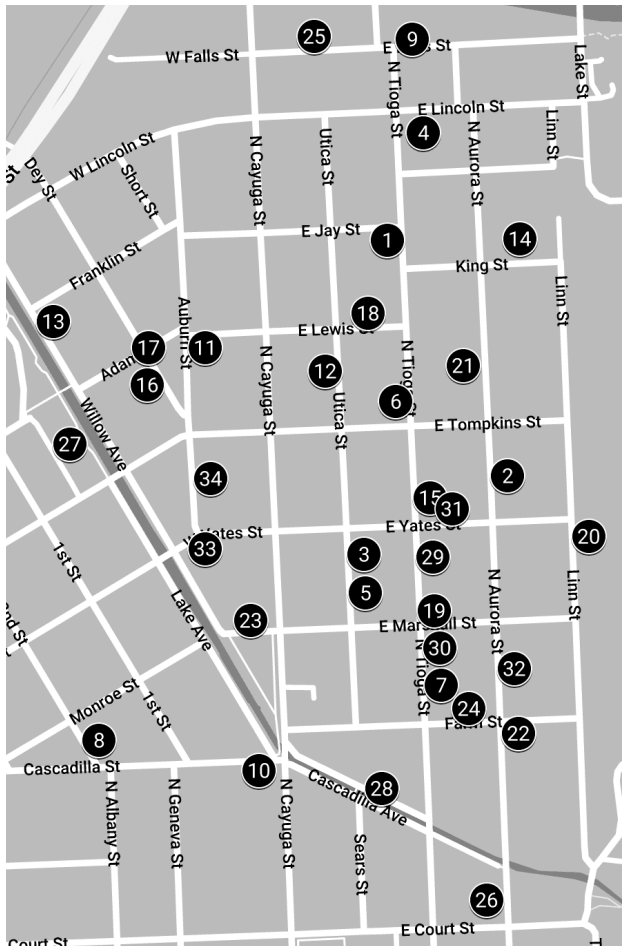 25
9
W Falls St
E Falls St
Lake St
N Tioga St
E Lincoln St
4
W Lincoln St
St
Dey St
Short St
N Cayuga St
Utica St
N Aurora St
Linn St
E Jay St
1
14
King St
Franklin St
Linn St
13
Auburn St
18
E Lewis St
17
11
Adam
16
12
21
N Cayuga St
Utica St
N Tioga St
6
Willow Ave
E Tompkins St
27
34
2
15
31
W Yates St
E Yates St
33
3
29
20
1st St
5
Lake Ave
N Aurora St
Linn St
2nd St
23
19
E Marshall St
30
N Tioga St
32
Monroe St
1st St
7
24
Farm St
22
8
Cascadilla St
10
28
Cascadilla Ave
N Albany St
N Geneva St
N Cayuga St
Sears St
26
E Court St
Court St
T